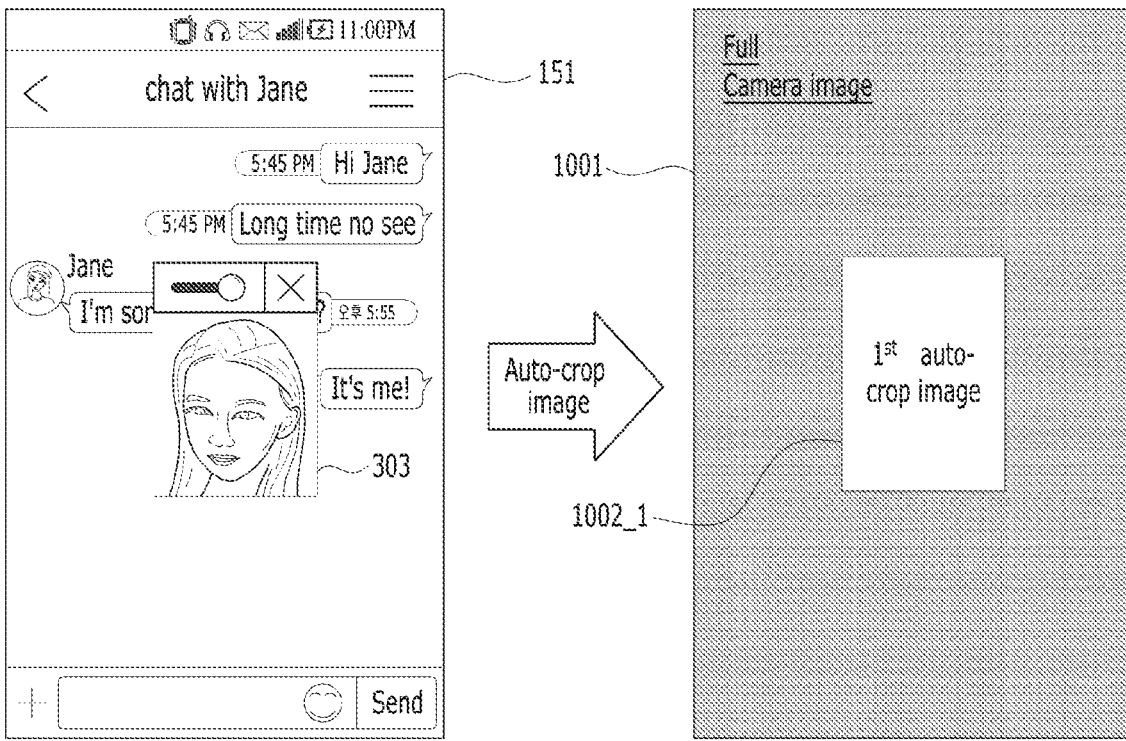 11:00PM
chat with Jane
151
5:45 PM Hi Jane
5:45 PM Long time no see
Jane
I'm sor
? 오후 5:55
It's me!
303
Send
Auto-crop
image
Full
Camera image
1001
1st auto-
crop image
1002_1